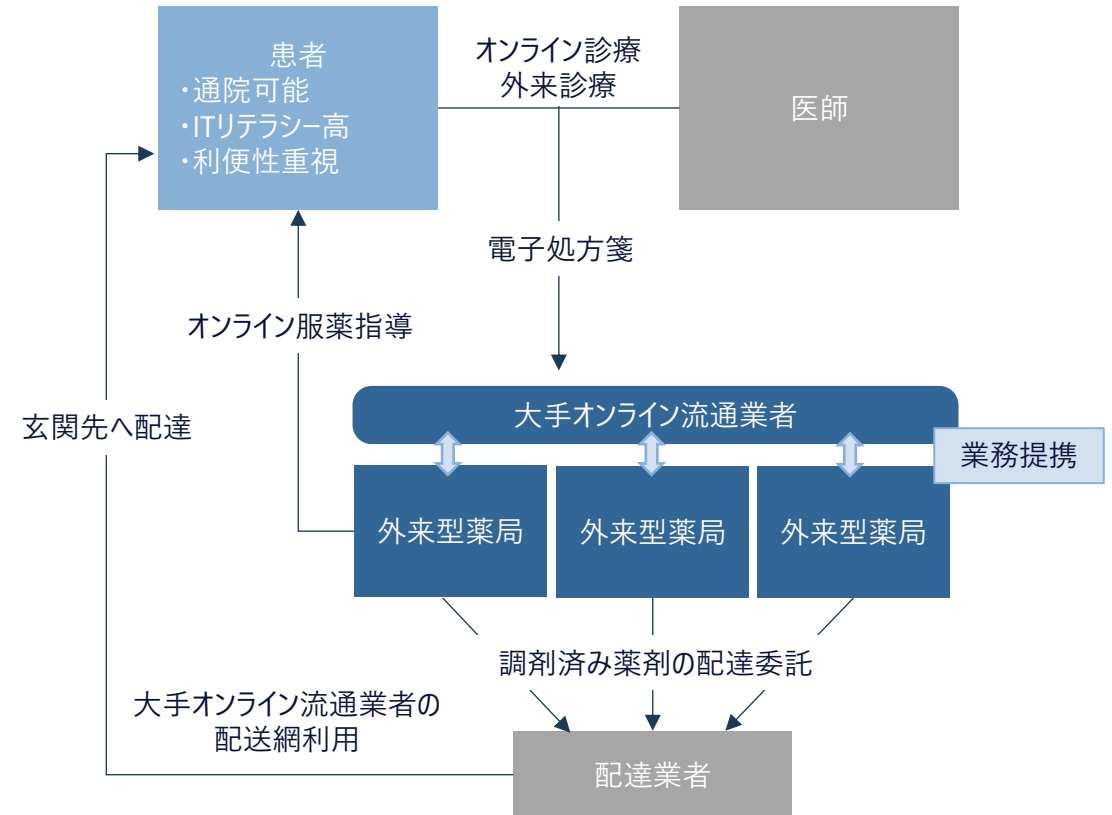 患者
・通院可能
・ITリテラシー高
・利便性重視
オンライン診療
外来診療
医師
電子処方箋
オンライン服薬指導
玄関先へ配達
大手オンライン流通業者
業務提携
外来型薬局
外来型薬局
外来型薬局
調剤済み薬剤の配達委託
大手オンライン流通業者の
配送網利用
配達業者